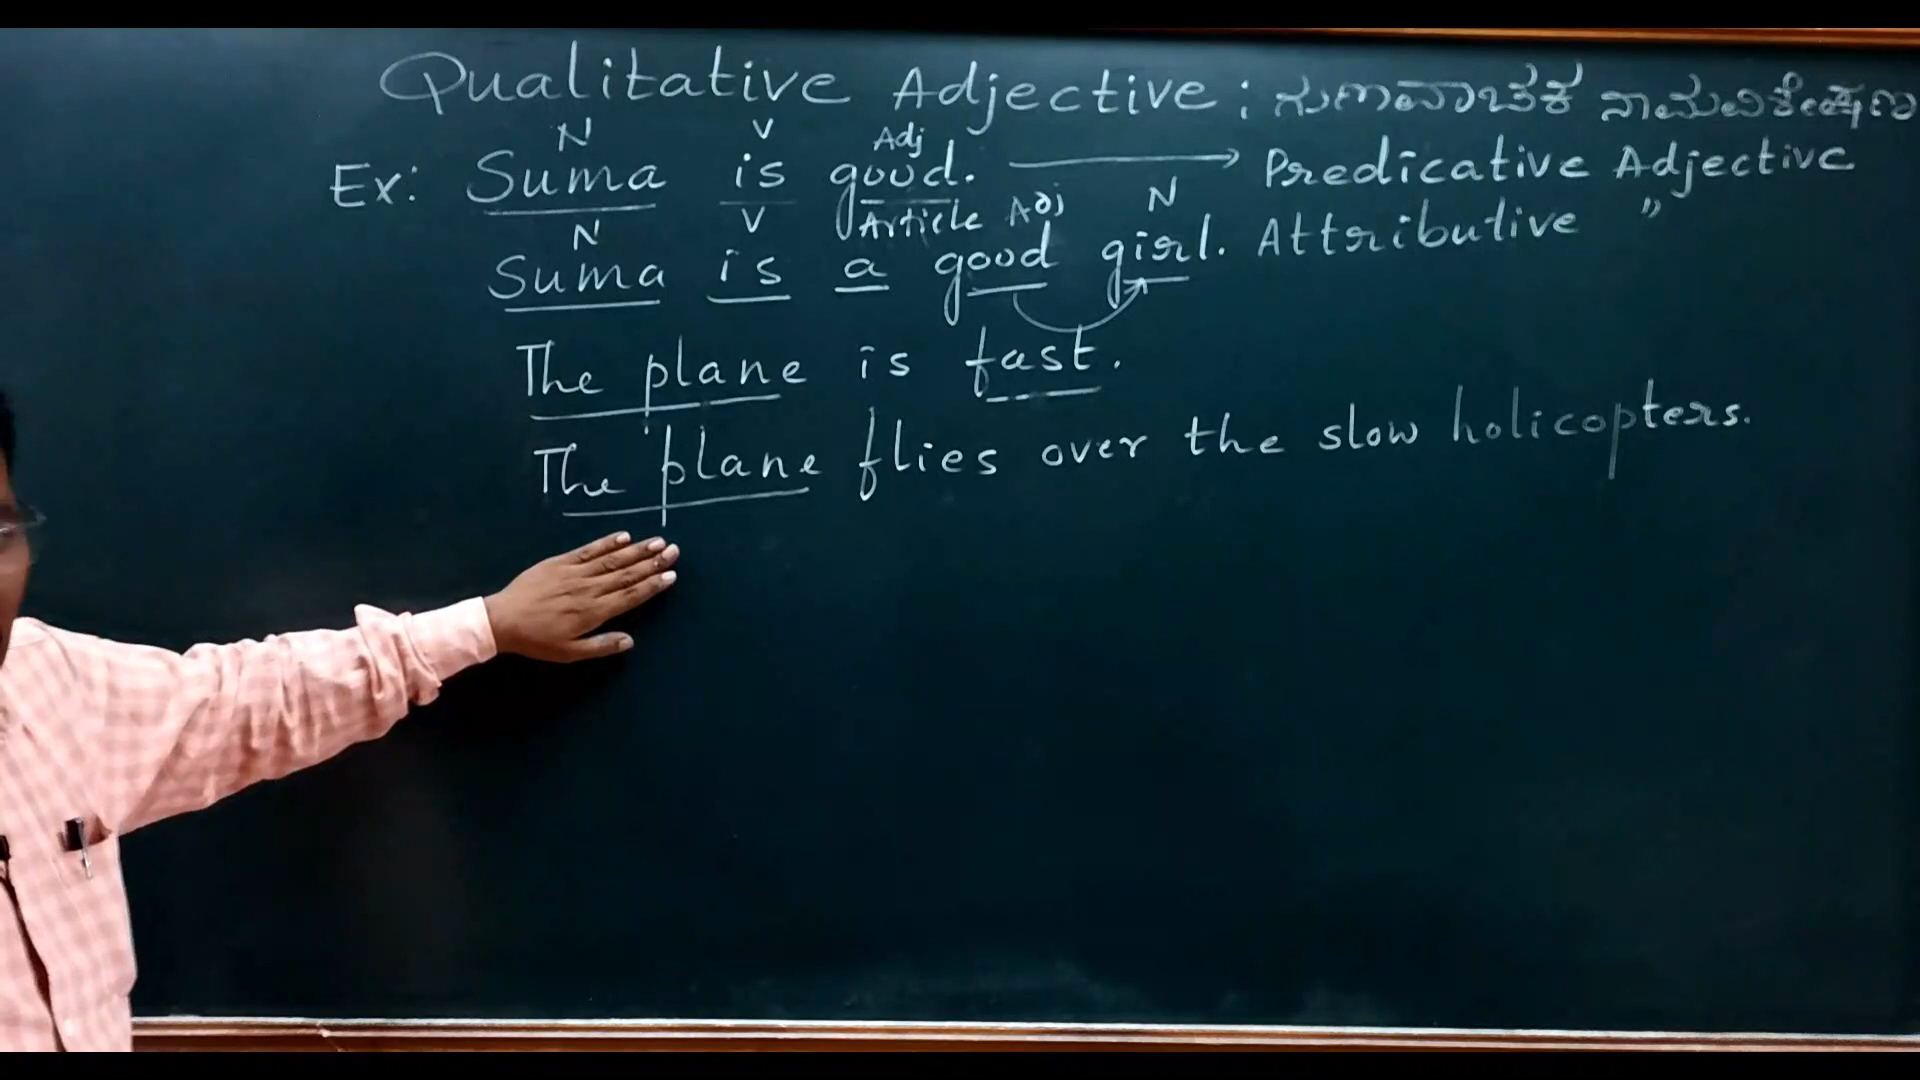 Qualitative Adjective : ಗುಣವಾಚಕ ನಾಮವಿಶೇಷಣ
N V Adj
Ex: Suma is good. → Predicative Adjective
N V Article Adj N
Suma is a good girl. Attributive "
The plane is fast.
The plane flies over the slow holicopters.